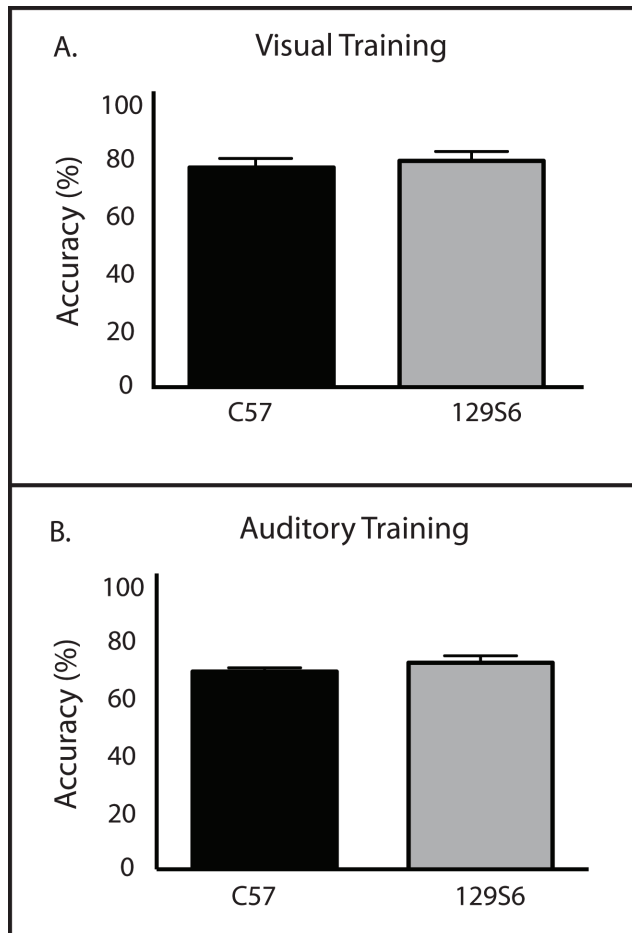 A.
Visual Training
Accuracy (%)
100
80
60
40
20
0
C57
129S6
B.
Auditory Training
Accuracy (%)
100
80
60
40
20
0
C57
129S6